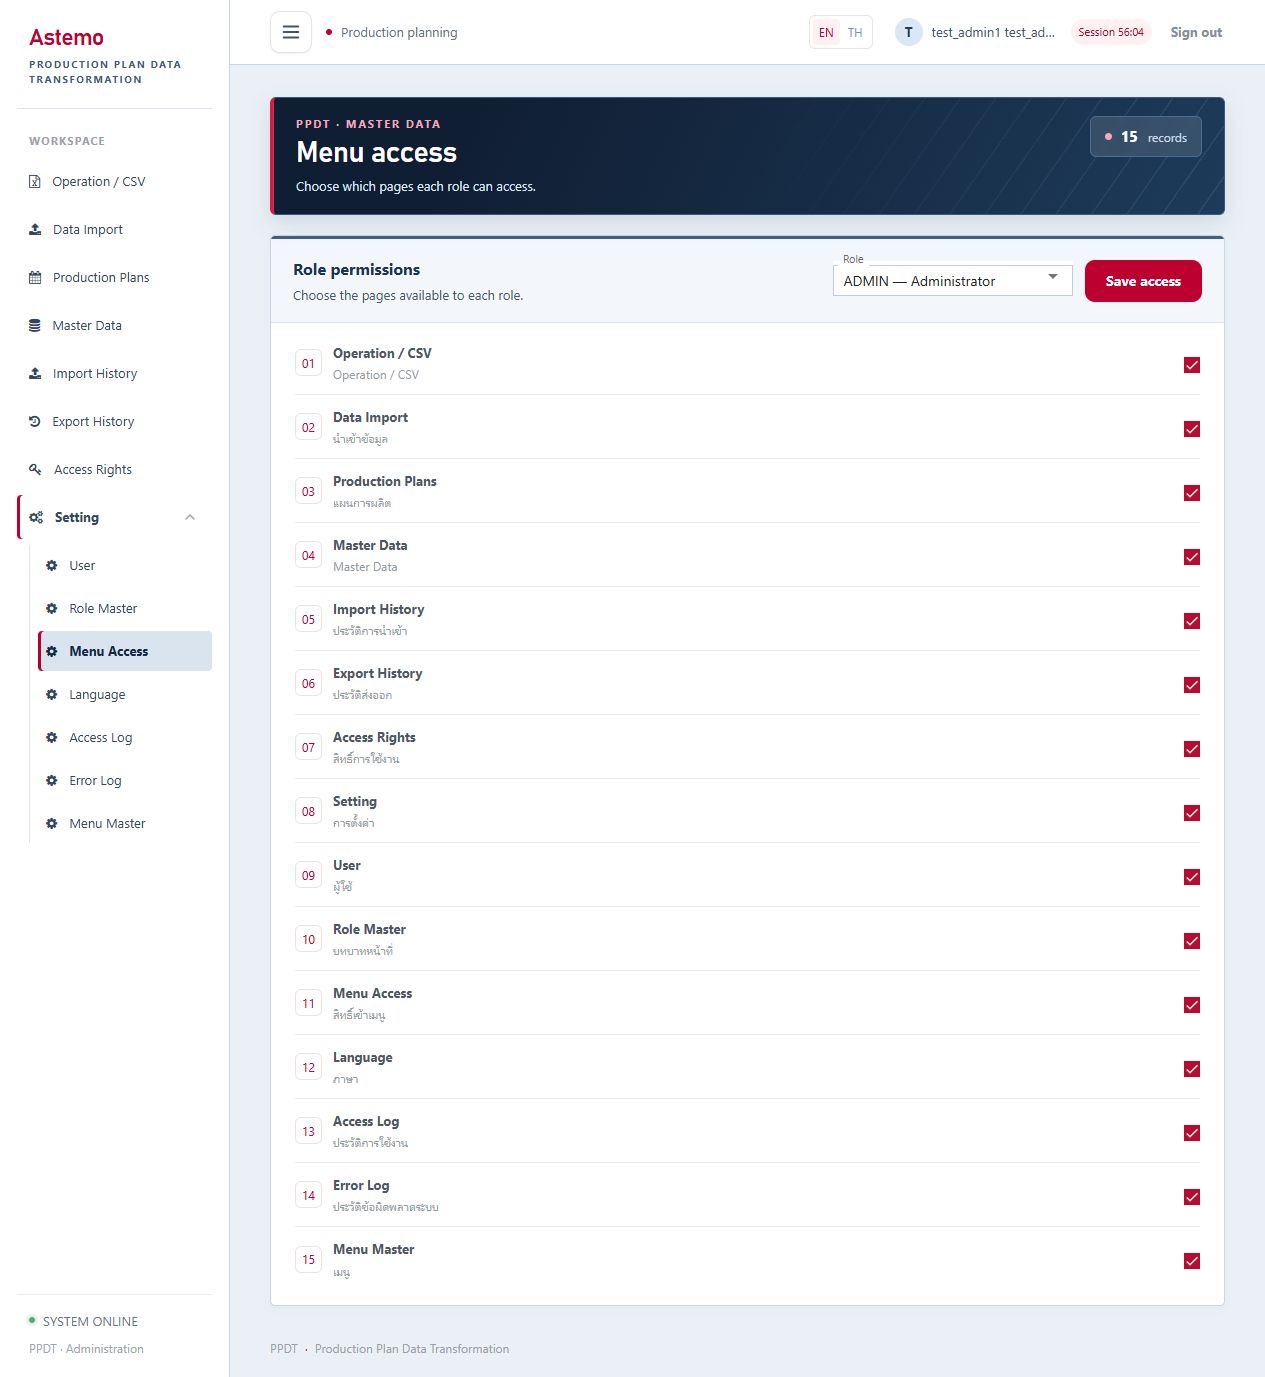 Astemo
PRODUCTION PLAN DATA
TRANSFORMATION
WORKSPACE
Operation / CSV
Data Import
Production Plans
Master Data
Import History
Export History
Access Rights
Setting
User
Role Master
Menu Access
Language
Access Log
Error Log
Menu Master
SYSTEM ONLINE
PPDT · Administration
Production planning
EN TH
T test_admin1 test_ad...
Session 56:04
Sign out
PPDT · MASTER DATA
Menu access
Choose which pages each role can access.
15 records
Role permissions
Choose the pages available to each role.
Role
ADMIN — Administrator
Save access
01 Operation / CSV
Operation / CSV
02 Data Import
นำเข้าข้อมูล
03 Production Plans
แผนการผลิต
04 Master Data
Master Data
05 Import History
ประวัติการนำเข้า
06 Export History
ประวัติส่งออก
07 Access Rights
สิทธิ์การใช้งาน
08 Setting
การตั้งค่า
09 User
ผู้ใช้
10 Role Master
บทบาทหน้าที่
11 Menu Access
สิทธิ์เข้าเมนู
12 Language
ภาษา
13 Access Log
ประวัติการใช้งาน
14 Error Log
ประวัติข้อผิดพลาดระบบ
15 Menu Master
เมนู
PPDT · Production Plan Data Transformation